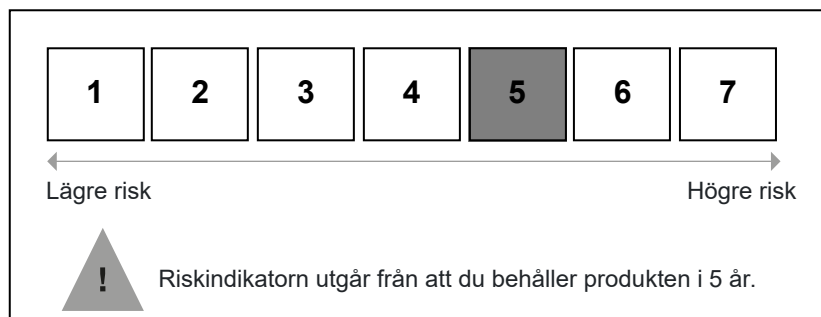 1 2 3 4 5 6 7
Lägre risk Högre risk
! Riskindikatorn utgår från att du behåller produkten i 5 år.